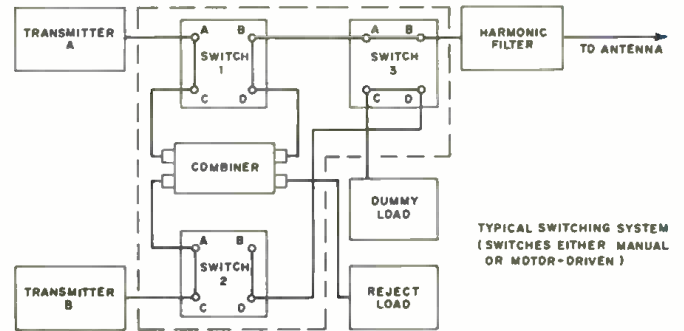 TRANSMITTER
A
A
B
SWITCH
1
C
D
A
B
SWITCH
3
C
D
HARMONIC
FILTER
TO ANTENNA
COMBINER
DUMMY
LOAD
TRANSMITTER
B
A
B
SWITCH
2
C
D
REJECT
LOAD
TYPICAL SWITCHING SYSTEM
(SWITCHES EITHER MANUAL
OR MOTOR-DRIVEN)